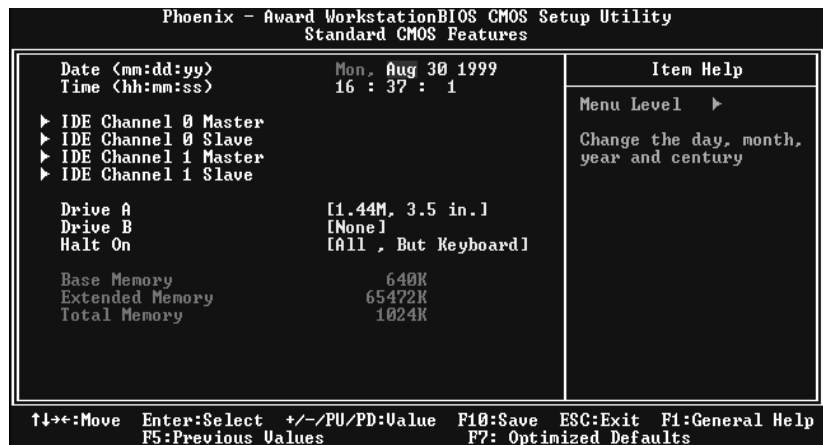 Phoenix - Award WorkstationBIOS CMOS Setup Utility
Standard CMOS Features
Date (mm:dd:yy) Mon, Aug 30 1999
Time (hh:mm:ss) 16 : 37 : 1
▶ IDE Channel 0 Master
▶ IDE Channel 0 Slave
▶ IDE Channel 1 Master
▶ IDE Channel 1 Slave
Drive A [1.44M, 3.5 in.]
Drive B [None]
Halt On [All , But Keyboard]
Base Memory 640K
Extended Memory 65472K
Total Memory 1024K
Item Help
Menu Level ▶
Change the day, month,
year and century
↑↓→←:Move Enter:Select +/-/PU/PD:Value F10:Save ESC:Exit F1:General Help
F5:Previous Values F7: Optimized Defaults